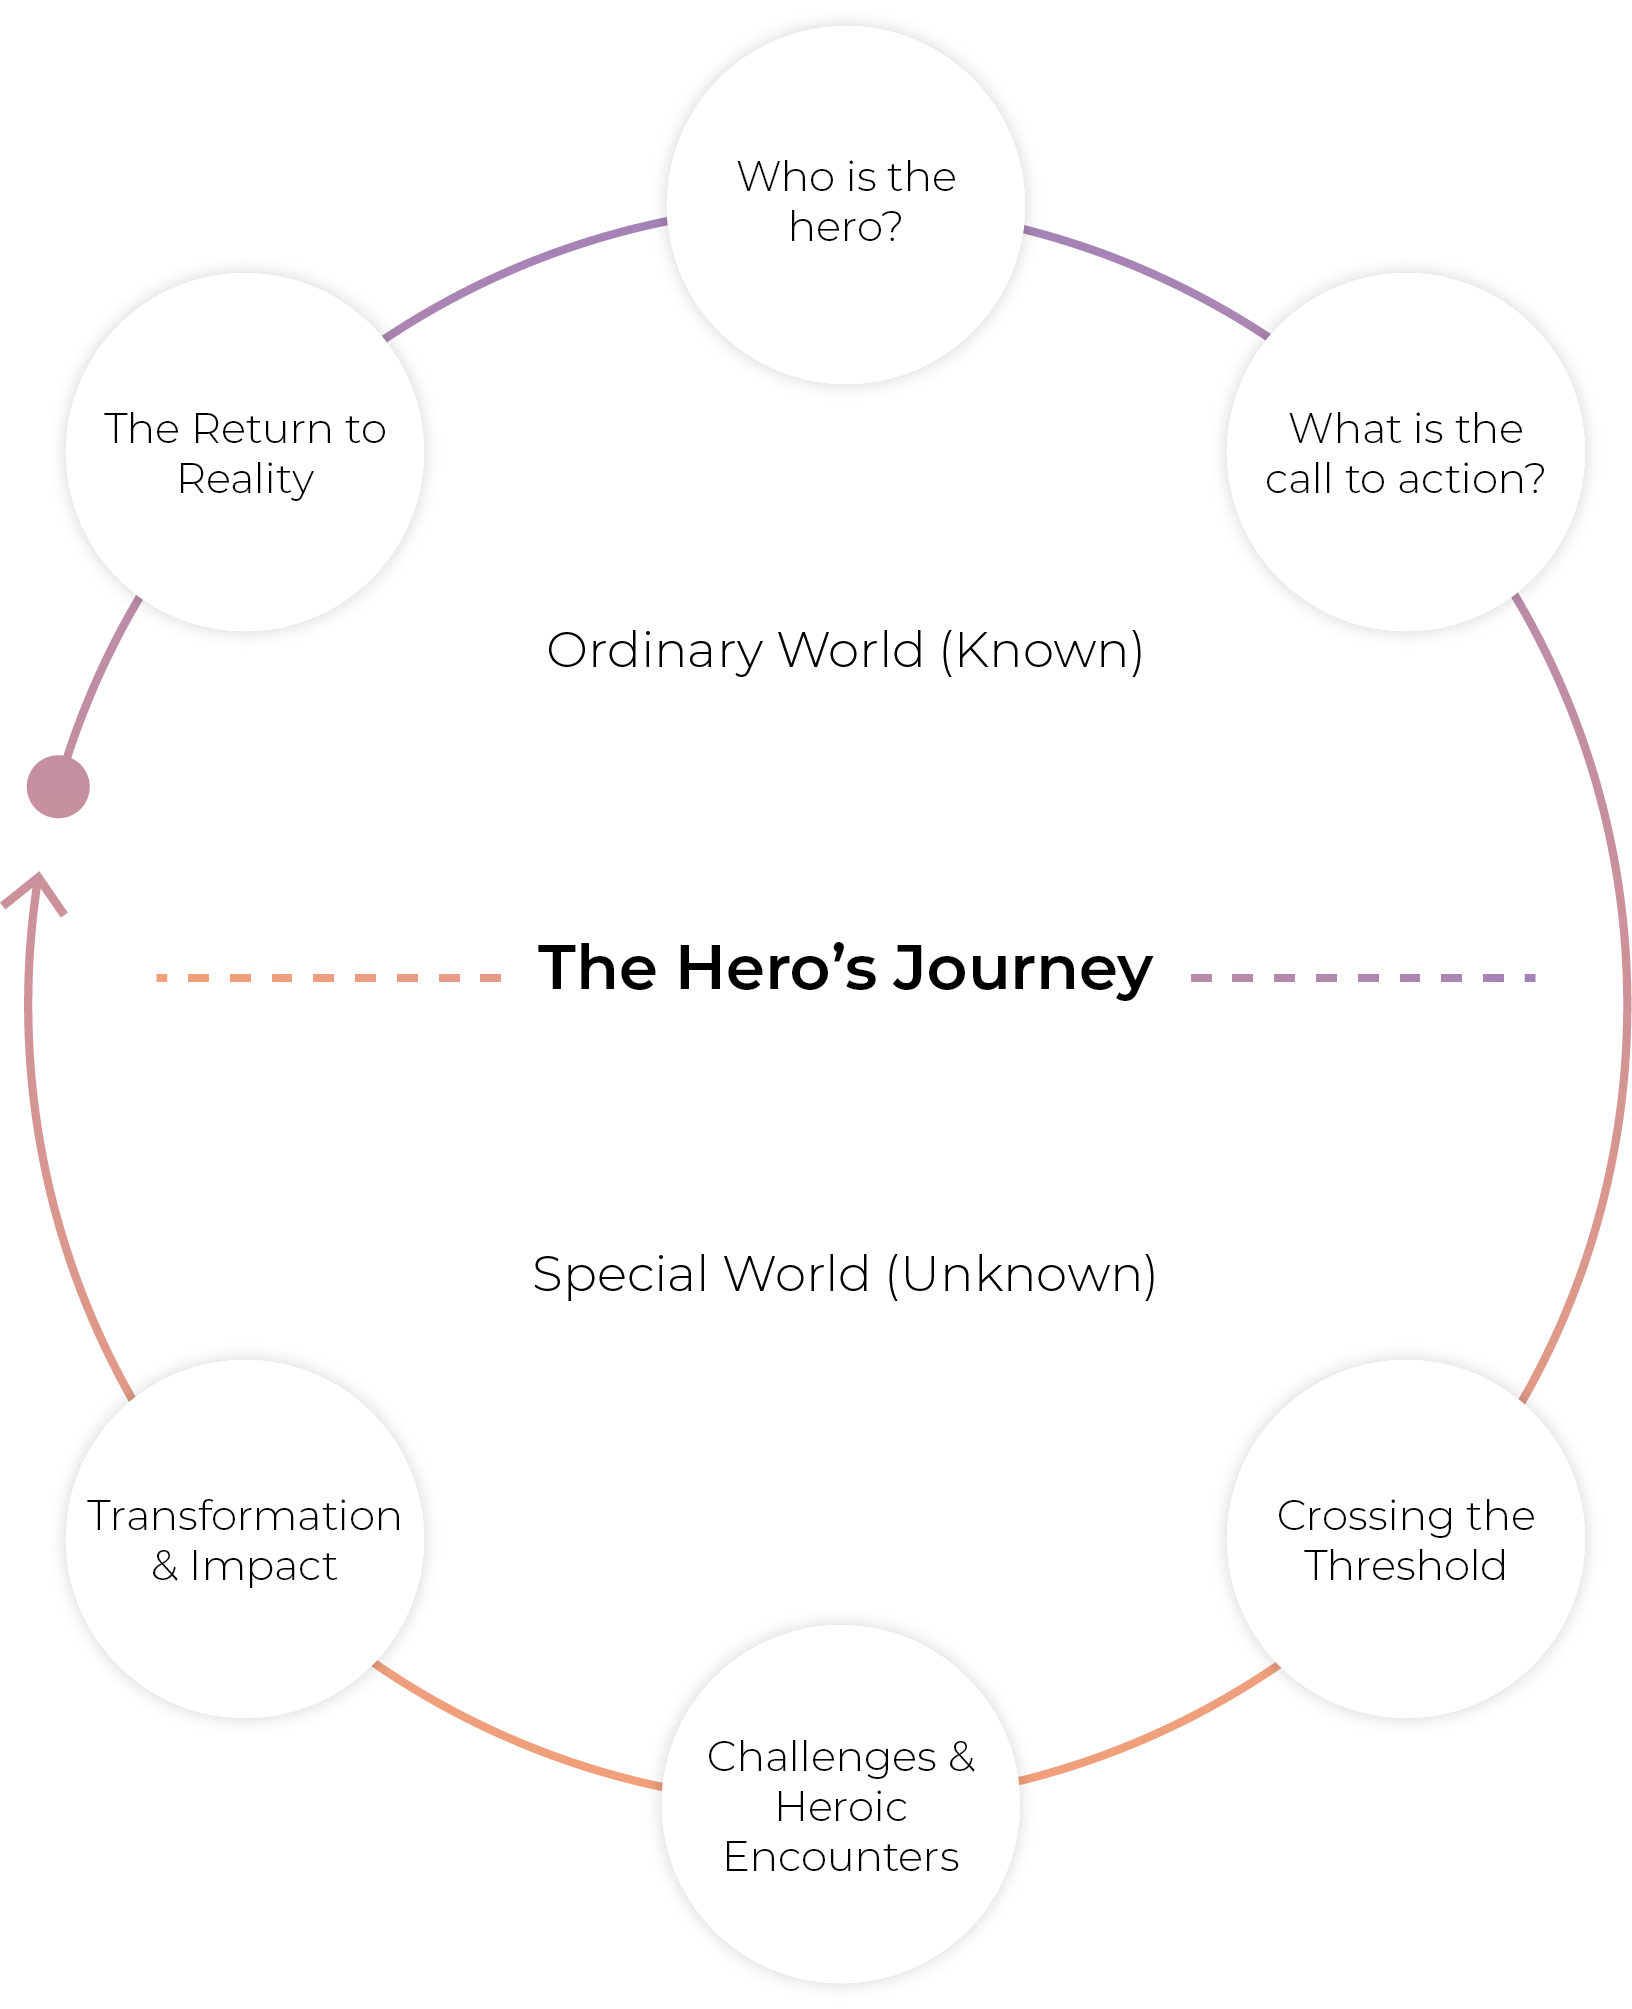 Who is the
hero?
The Return to
Reality
What is the
call to action?
Ordinary World (Known)
The Hero’s Journey
Special World (Unknown)
Transformation
& Impact
Crossing the
Threshold
Challenges &
Heroic
Encounters